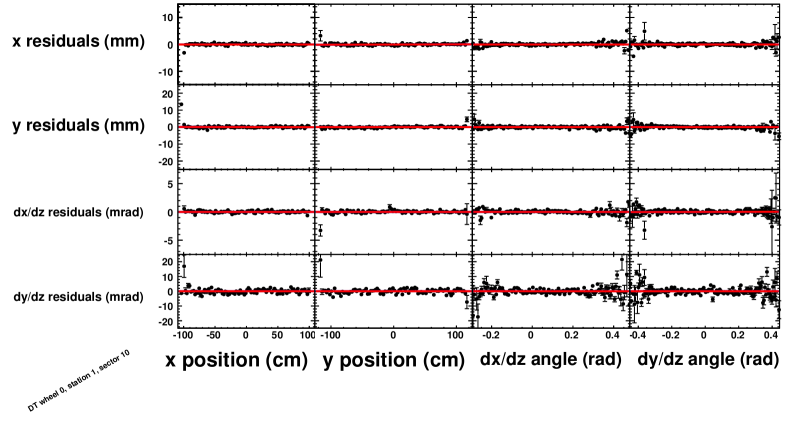 x residuals (mm)
10
0
-10
y residuals (mm)
20
10
0
-10
-20
dx/dz residuals (mrad)
5
0
-5
dy/dz residuals (mrad)
20
10
0
-10
-20
-100 -50 0 50 100 -100 0 100 -0.2 0 0.2 0.4 -0.4 -0.2 0 0.2 0.4
x position (cm) y position (cm) dx/dz angle (rad) dy/dz angle (rad)
DT wheel 0, station 1, sector 10